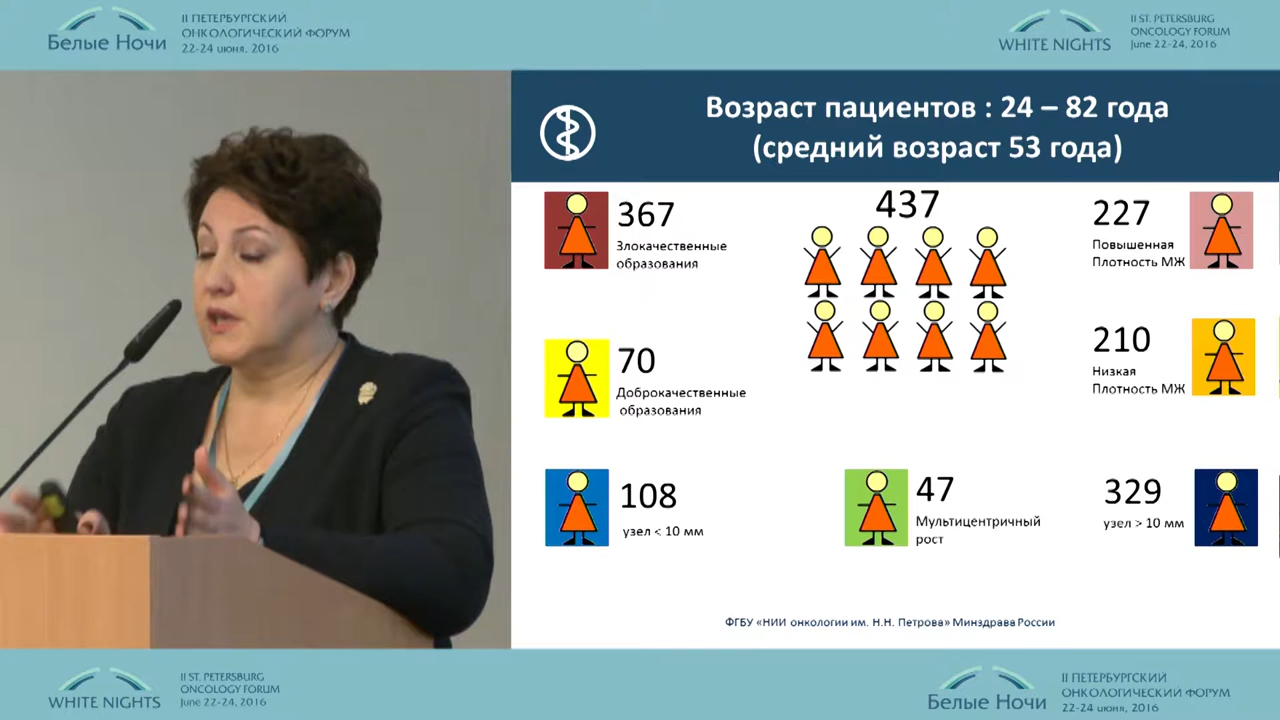 Белые Ночи
II ПЕТЕРБУРГСКИЙ
ОНКОЛОГИЧЕСКИЙ ФОРУМ
22-24 июня, 2016
WHITE NIGHTS
II ST. PETERSBURG
ONCOLOGY FORUM
June 22-24, 2016
Возраст пациентов : 24 – 82 года
(средний возраст 53 года)
367
Злокачественные
образования
437
227
Повышенная
Плотность МЖ
70
Доброкачественные
образования
210
Низкая
Плотность МЖ
108
узел < 10 мм
47
Мультицентричный
рост
329
узел > 10 мм
ФГБУ «НИИ онкологии им. Н.Н. Петрова» Минздрава России
WHITE NIGHTS
II ST. PETERSBURG
ONCOLOGY FORUM
June 22-24, 2016
Белые Ночи
II ПЕТЕРБУРГСКИЙ
ОНКОЛОГИЧЕСКИЙ ФОРУМ
22-24 июня, 2016